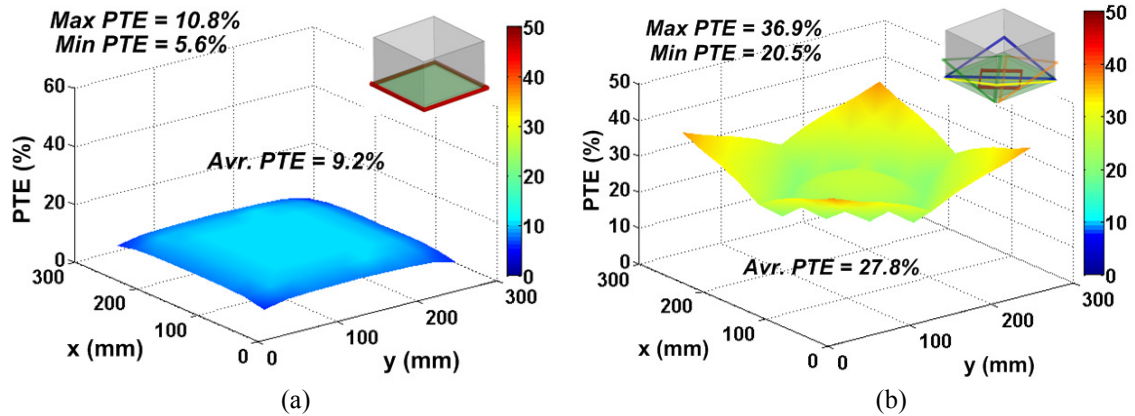 Max PTE = 10.8%
Min PTE = 5.6%
Avr. PTE = 9.2%
PTE (%)
60
40
20
0
300
200
100
0
x (mm)
0
100
200
300
y (mm)
50
40
30
20
10
0
(a)
Max PTE = 36.9%
Min PTE = 20.5%
Avr. PTE = 27.8%
PTE (%)
50
40
30
20
10
0
300
200
100
0
x (mm)
0
100
200
300
y (mm)
50
40
30
20
10
0
(b)